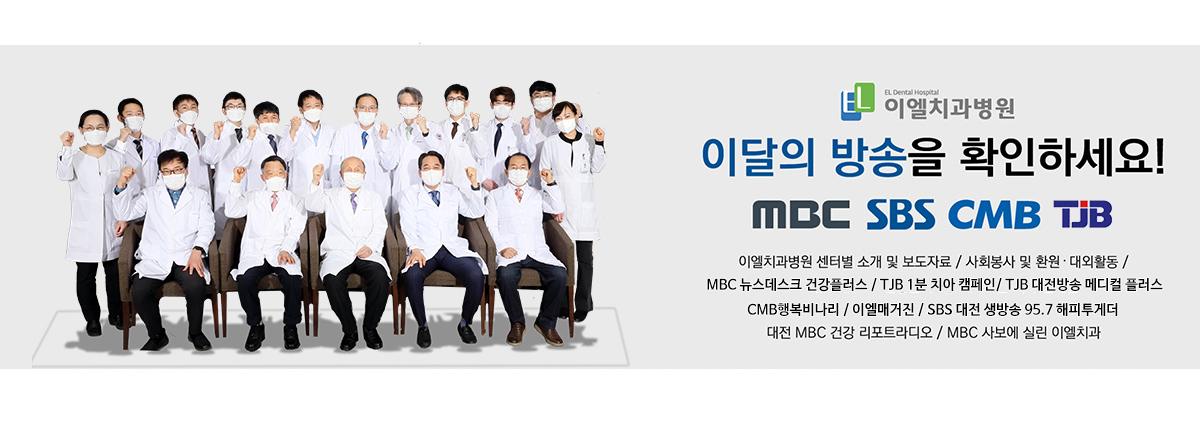 EL Dental Hospital
EL 이엘치과병원
이달의 방송을 확인하세요!
MBC SBS CMB TJB
이엘치과병원 센터별 소개 및 보도자료 / 사회봉사 및 환원 · 대외활동 /
MBC 뉴스데스크 건강플러스 / TJB 1분 치아 캠페인/ TJB 대전방송 메디컬 플러스
CMB행복비나리 / 이엘매거진 / SBS 대전 생방송 95.7 해피투게더
대전 MBC 건강 리포트라디오 / MBC 사보에 실린 이엘치과